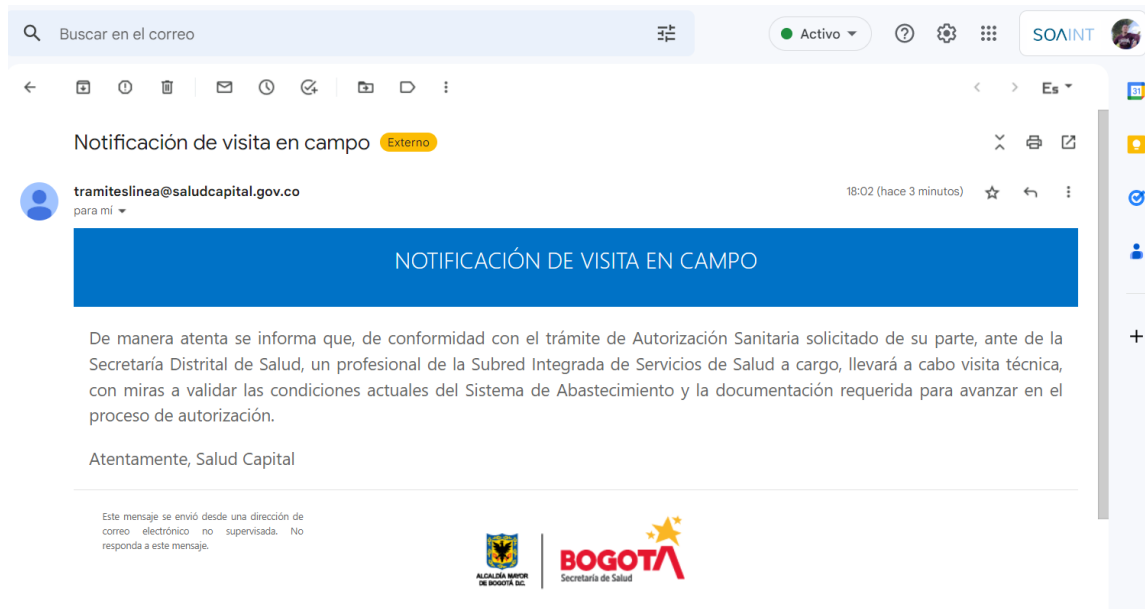 Buscar en el correo
Activo
SOAINT
Es
31
Notificación de visita en campo Externo
tramiteslinea@saludcapital.gov.co
18:02 (hace 3 minutos)
para mí
NOTIFICACIÓN DE VISITA EN CAMPO
De manera atenta se informa que, de conformidad con el trámite de Autorización Sanitaria solicitado de su parte, ante de la
Secretaría Distrital de Salud, un profesional de la Subred Integrada de Servicios de Salud a cargo, llevará a cabo visita técnica,
con miras a validar las condiciones actuales del Sistema de Abastecimiento y la documentación requerida para avanzar en el
proceso de autorización.
Atentamente, Salud Capital
Este mensaje se envió desde una dirección de
correo electrónico no supervisada. No
responda a este mensaje.
ALCALDÍA MAYOR
DE BOGOTÁ D.C.
BOGOTÁ
Secretaría de Salud